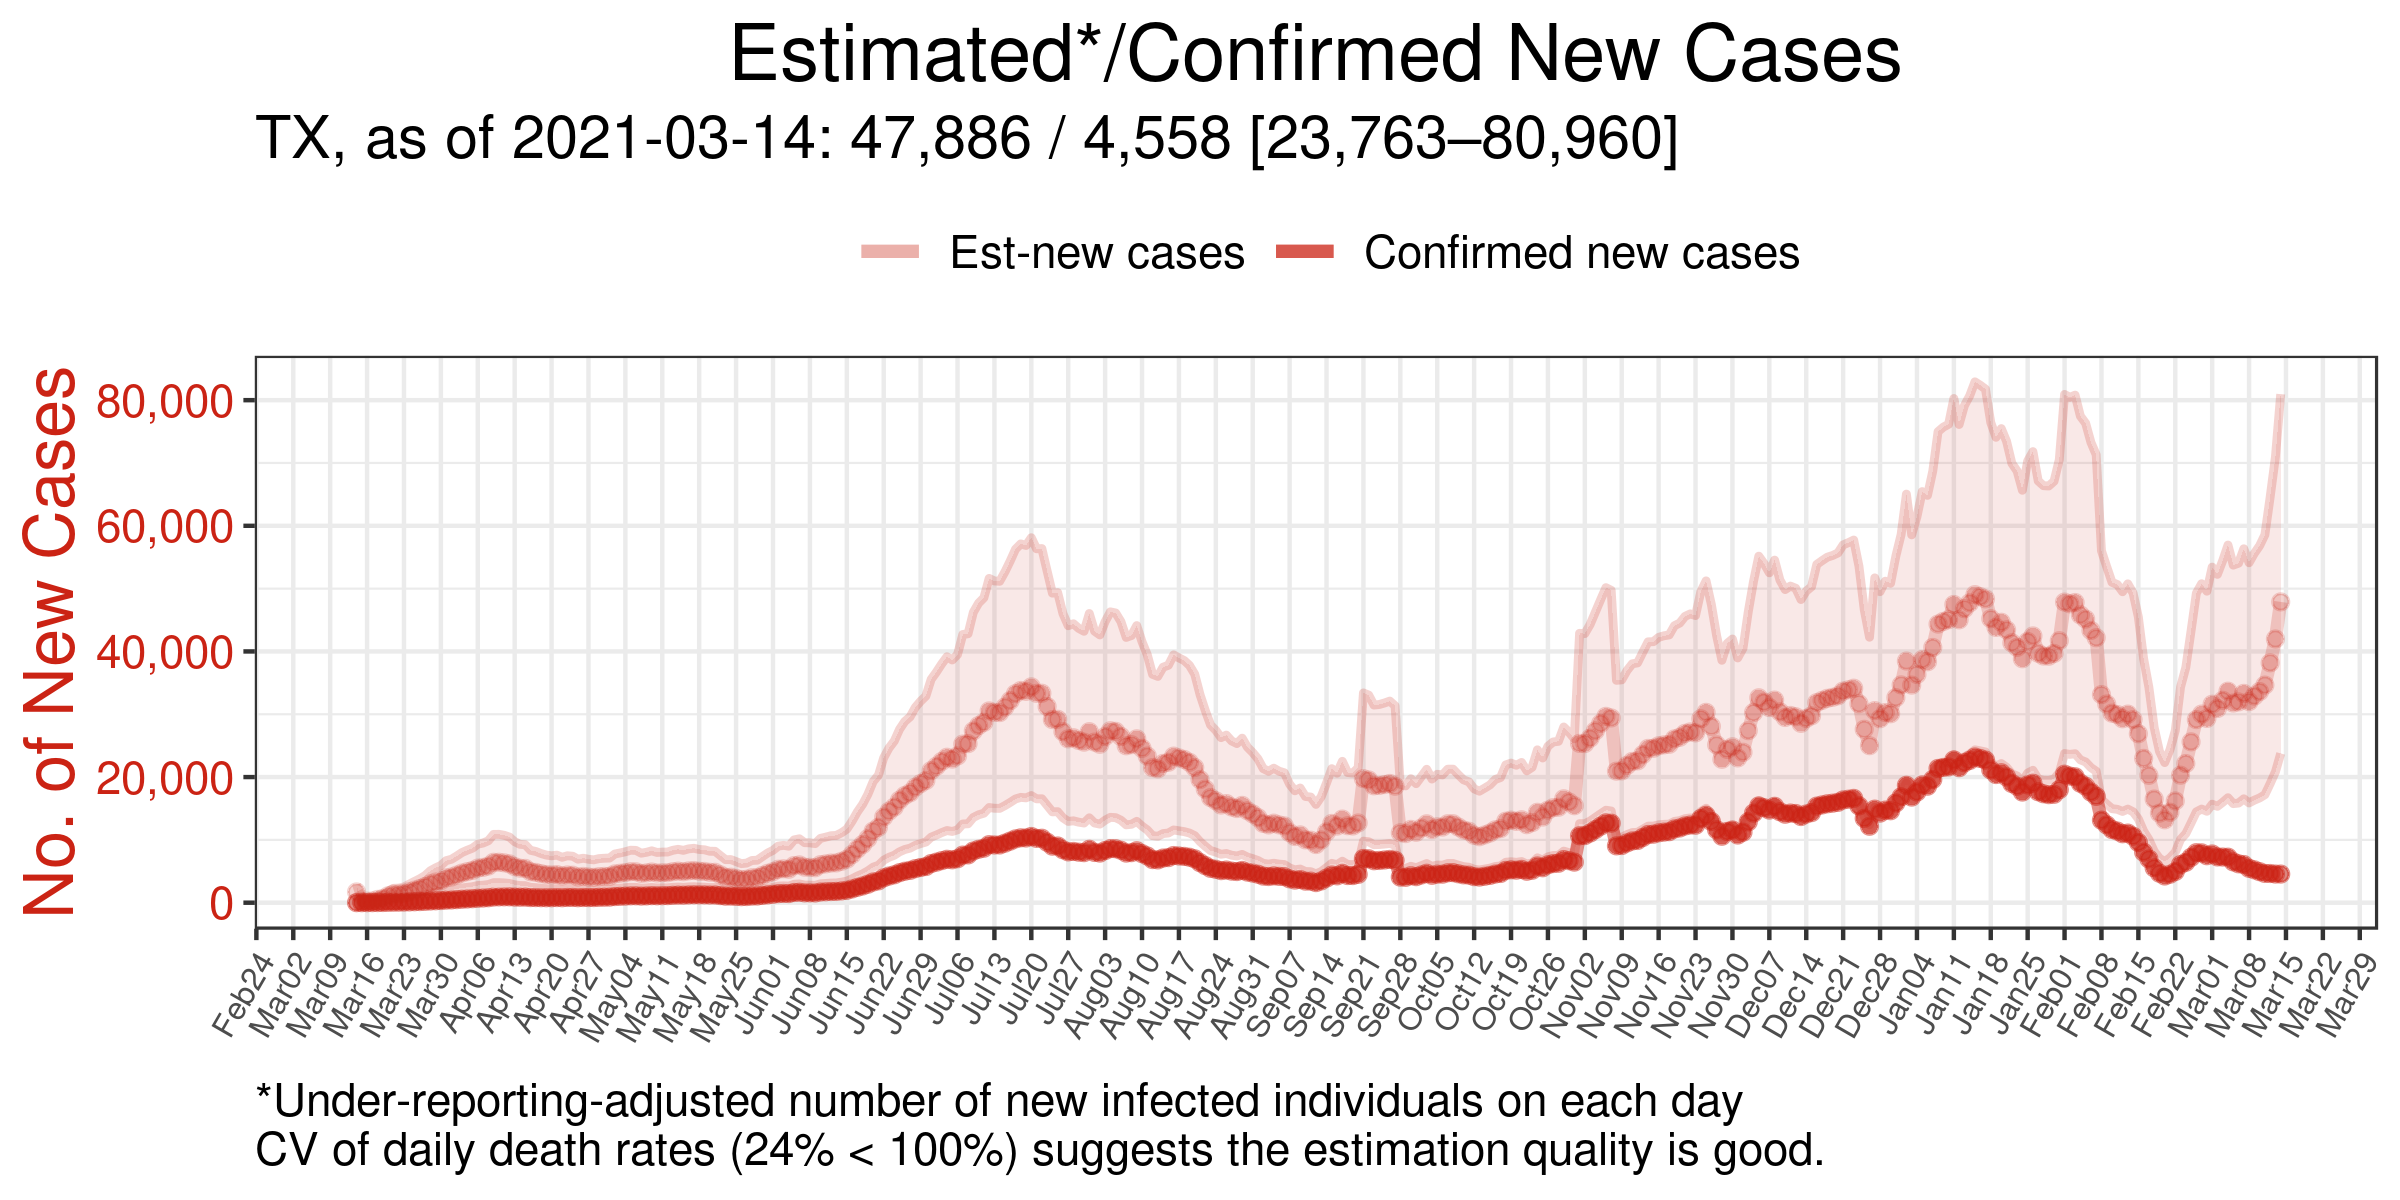 Estimated*/Confirmed New Cases
TX, as of 2021-03-14: 47,886 / 4,558 [23,763–80,960]
Est-new cases Confirmed new cases
No. of New Cases
80,000
60,000
40,000
20,000
0
Feb24 Mar02 Mar09 Mar16 Mar23 Mar30 Apr06 Apr13 Apr20 Apr27 May04 May11 May18 May25 Jun01 Jun08 Jun15 Jun22 Jun29 Jul06 Jul13 Jul20 Jul27 Aug03 Aug10 Aug17 Aug24 Aug31 Sep07 Sep14 Sep21 Sep28 Oct05 Oct12 Oct19 Oct26 Nov02 Nov09 Nov16 Nov23 Nov30 Dec07 Dec14 Dec21 Dec28 Jan04 Jan11 Jan18 Jan25 Feb01 Feb08 Feb15 Feb22 Mar01 Mar08 Mar15 Mar22 Mar29
*Under-reporting-adjusted number of new infected individuals on each day
CV of daily death rates (24% < 100%) suggests the estimation quality is good.